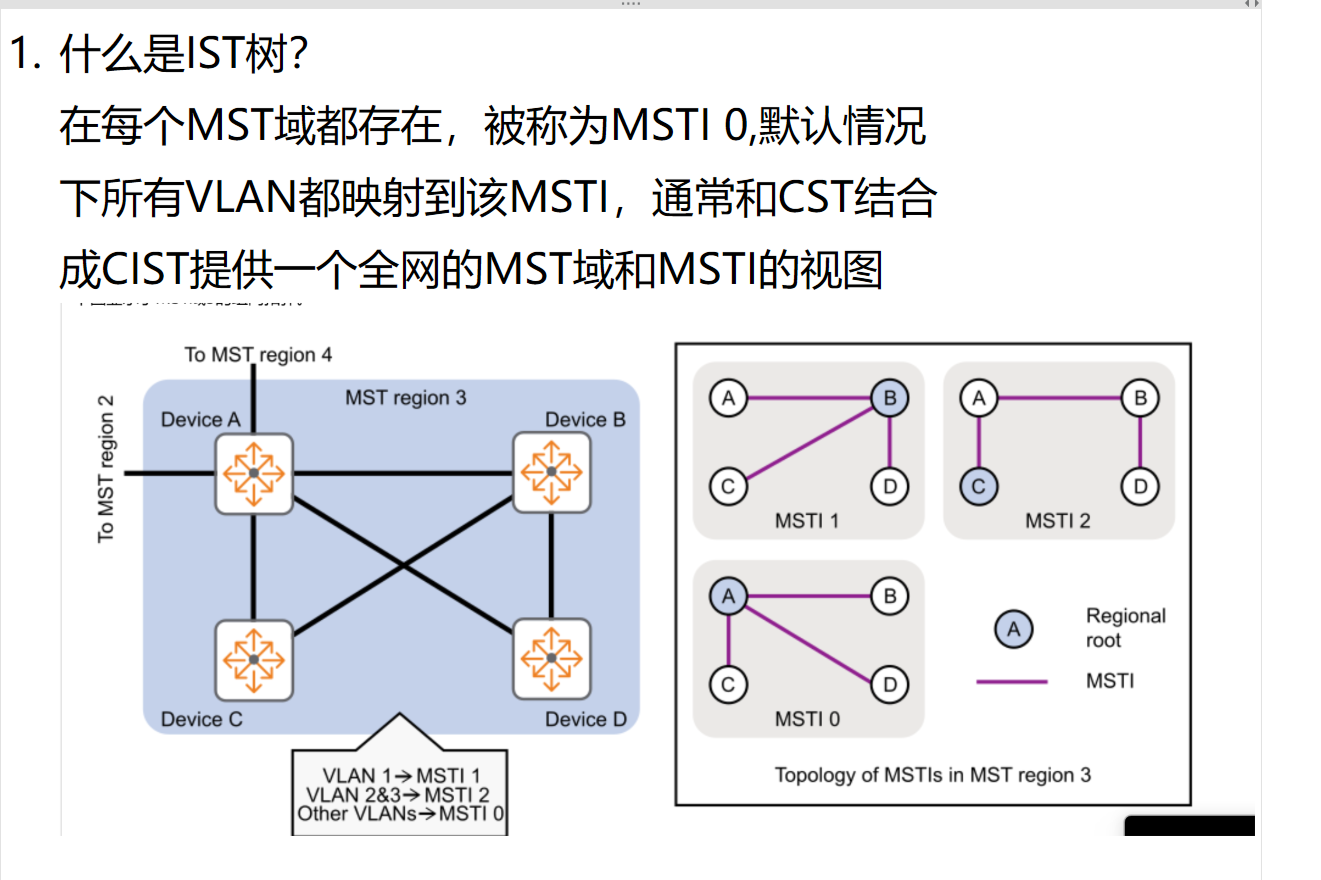 1. 什么是IST树？
在每个MST域都存在，被称为MSTI 0,默认情况
下所有VLAN都映射到该MSTI，通常和CST结合
成CIST提供一个全网的MST域和MSTI的视图
To MST region 4
To MST region 2
MST region 3
Device A
Device B
Device C
Device D
VLAN 1→MSTI 1
VLAN 2&3→MSTI 2
Other VLANs→MSTI 0
A
B
C
D
MSTI 1
A
B
C
D
MSTI 2
A
B
C
D
MSTI 0
A
Regional
root
MSTI
Topology of MSTIs in MST region 3